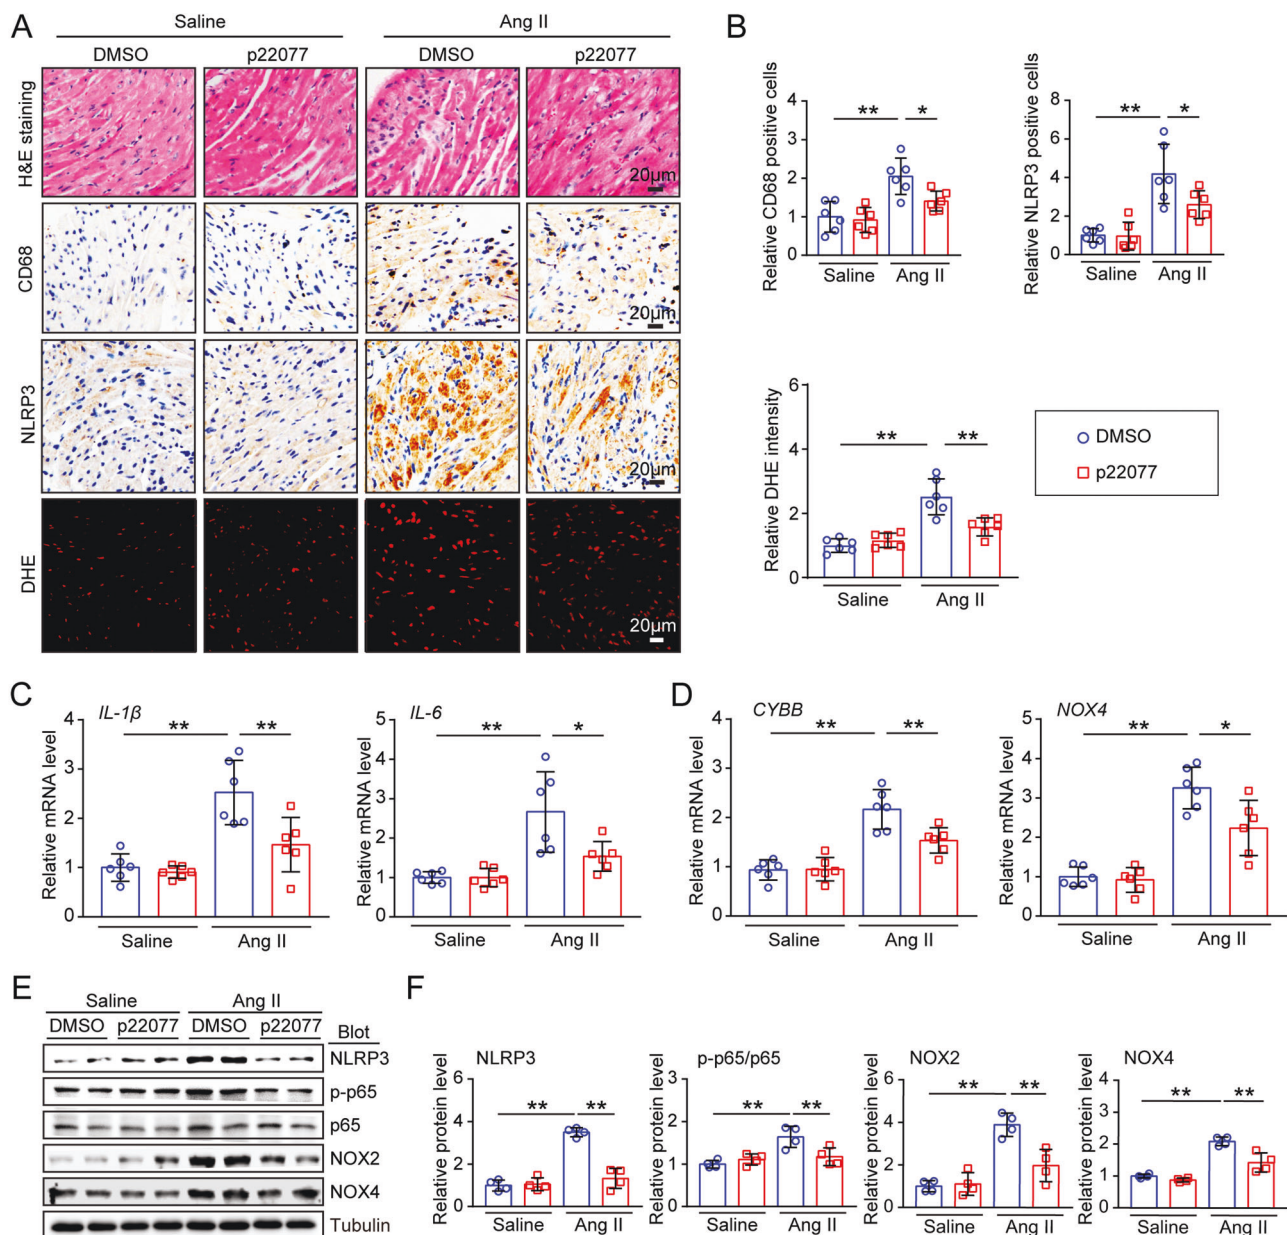 A
Saline
Ang II
DMSO
p22077
DMSO
p22077
H&E staining
20μm
CD68
20μm
NLRP3
20μm
DHE
20μm
B
Relative CD68 positive cells
4
3
2
1
0
**
*
Saline
Ang II
Relative NLRP3 positive cells
8
6
4
2
0
**
*
Saline
Ang II
Relative DHE intensity
6
4
2
0
**
**
Saline
Ang II
DMSO
p22077
C
IL-1β
Relative mRNA level
4
3
2
1
0
**
**
Saline
Ang II
IL-6
Relative mRNA level
5
4
3
2
1
0
**
*
Saline
Ang II
D
CYBB
Relative mRNA level
4
3
2
1
0
**
**
Saline
Ang II
NOX4
Relative mRNA level
5
4
3
2
1
0
**
*
Saline
Ang II
E
Saline
Ang II
DMSO
p22077
DMSO
p22077
Blot
NLRP3
p-p65
p65
NOX2
NOX4
Tubulin
F
NLRP3
Relative protein level
6
4
2
0
**
**
Saline
Ang II
p-p65/p65
Relative protein level
3
2
1
0
**
**
Saline
Ang II
NOX2
Relative protein level
6
4
2
0
**
**
Saline
Ang II
NOX4
Relative protein level
4
3
2
1
0
**
**
Saline
Ang II